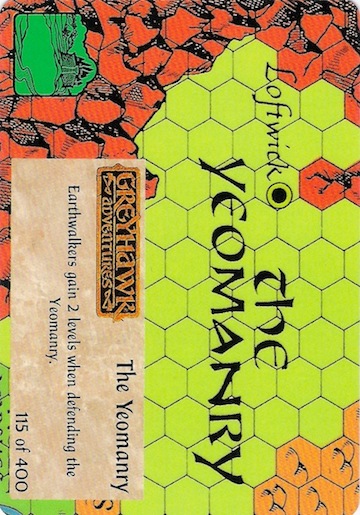 Loftwick
the
YEOMANRY
GREYHAWK
adventures
The Yeomanry
Earthwalkers gain 2 levels when defending the
Yeomanry.
115 of 400